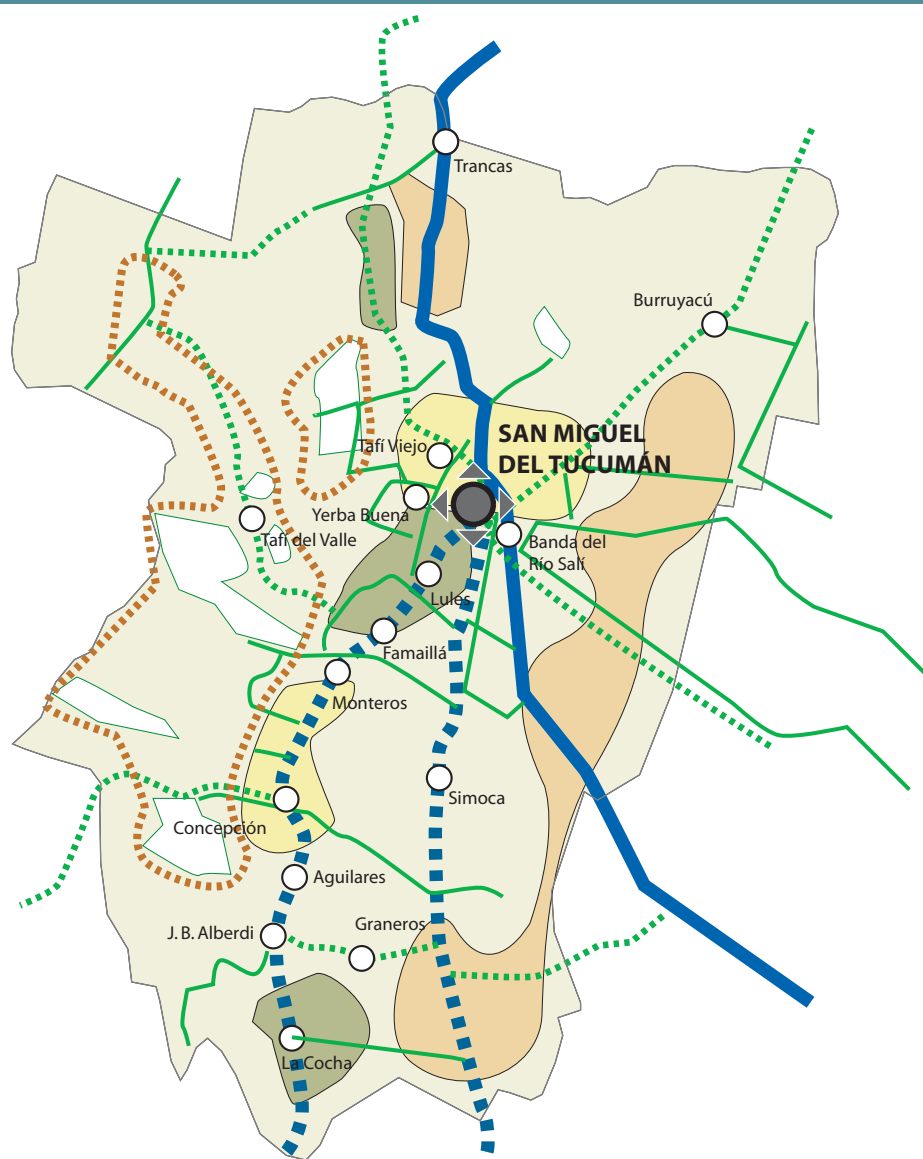 Trancas
Burruyacú
SAN MIGUEL
DEL TUCUMÁN
Tafí Viejo
Yerba Buena
Tafí del Valle
Banda del
Río Salí
Lules
Famaillá
Monteros
Simoca
Concepción
Aguilares
Graneros
J. B. Alberdi
La Cocha